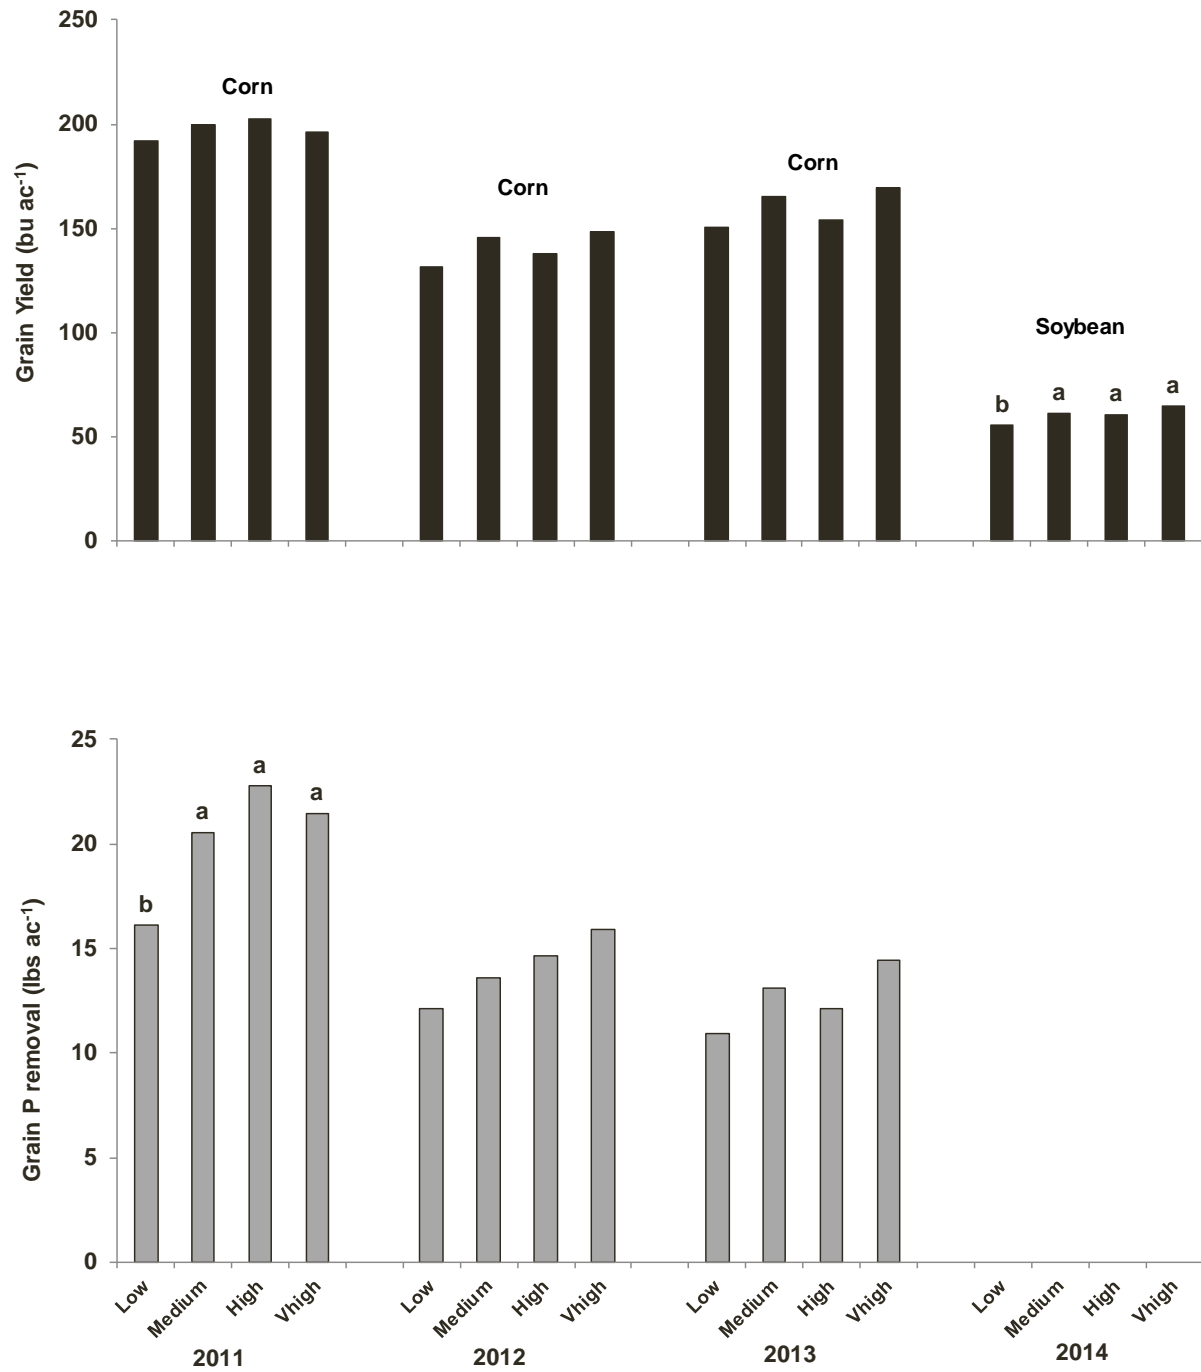 250
Corn
200
Corn
Corn
150
Grain Yield (bu ac-1)
100
Soybean
b a a a
50
0
25
a
a
a
20
b
15
Grain P removal (lbs ac-1)
10
5
0
Low Medium High Vhigh Low Medium High Vhigh Low Medium High Vhigh Low Medium High Vhigh
2011 2012 2013 2014